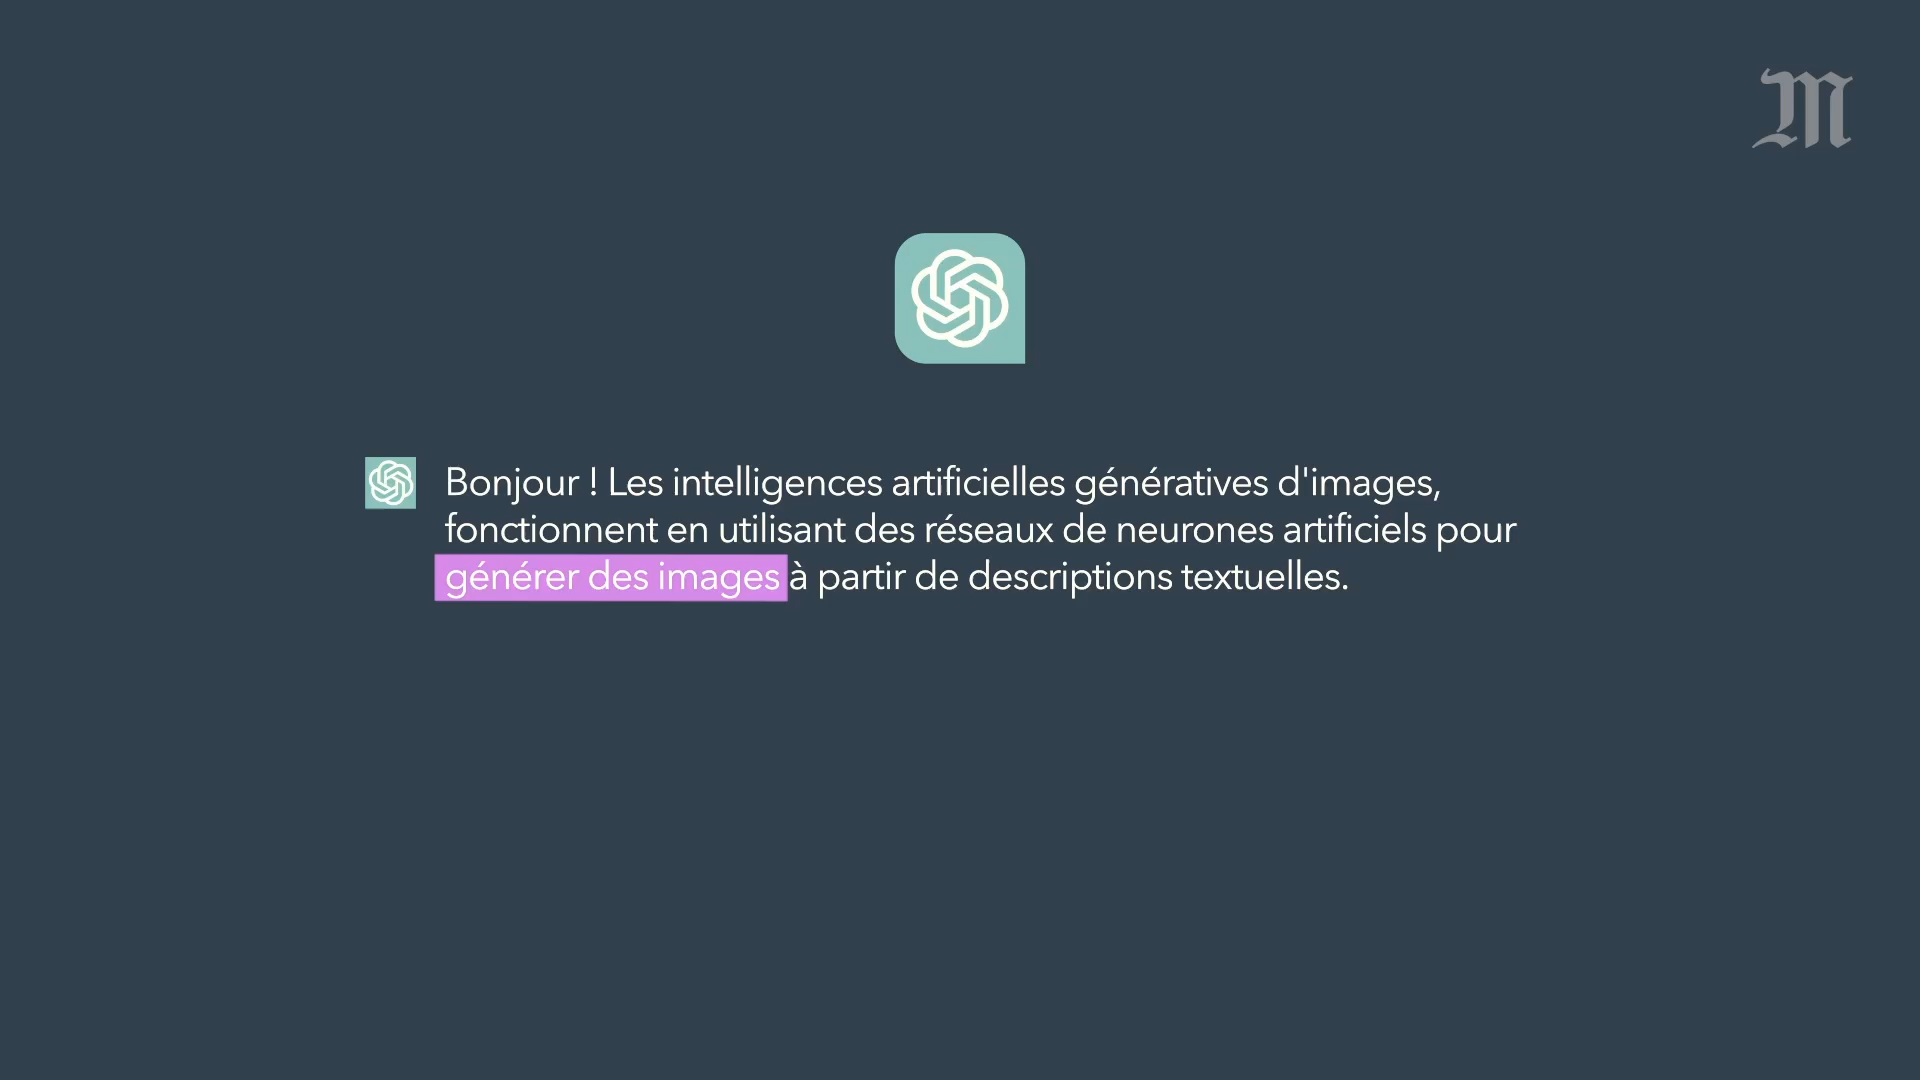 M
Bonjour ! Les intelligences artificielles génératives d'images,
fonctionnent en utilisant des réseaux de neurones artificiels pour
générer des images à partir de descriptions textuelles.